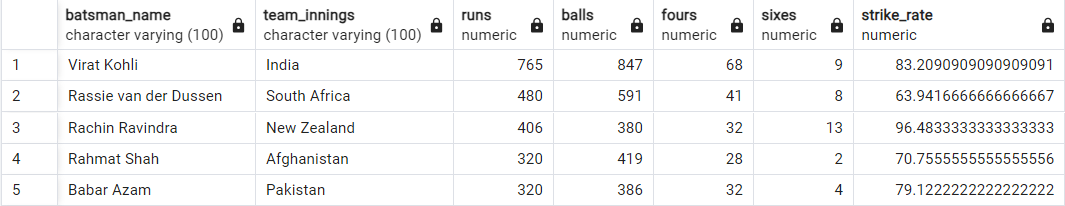 batsman_name team_innings runs balls fours sixes strike_rate
character varying (100) character varying (100) numeric numeric numeric numeric numeric
1 Virat Kohli India 765 847 68 9 83.2090909090909091
2 Rassie van der Dussen South Africa 480 591 41 8 63.9416666666666667
3 Rachin Ravindra New Zealand 406 380 32 13 96.4833333333333333
4 Rahmat Shah Afghanistan 320 419 28 2 70.7555555555555556
5 Babar Azam Pakistan 320 386 32 4 79.1222222222222222